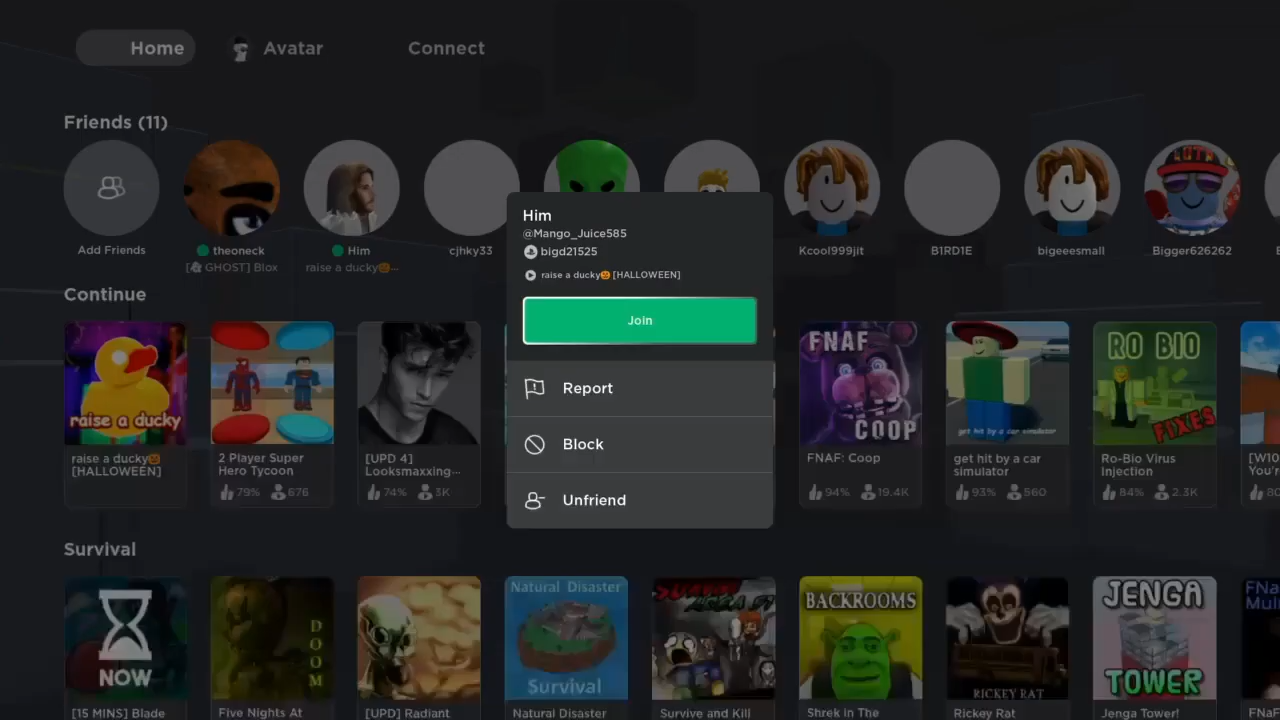 Home
Avatar
Connect
Friends (11)
Add Friends
theoneck
[👻 GHOST] Blox
Him
raise a ducky🎃...
cjhky33
Kcool999jit
B1RD1E
bigeeesmall
Bigger626262
Him
@Mango_Juice585
bigd21525
raise a ducky🎃 [HALLOWEEN]
Join
Report
Block
Unfriend
Continue
raise a ducky
raise a ducky🎃
[HALLOWEEN]
2 Player Super
Hero Tycoon
79% 676
[UPD 4]
Looksmaxxing...
74% 3K
FNAF
COOP
FNAF: Coop
94% 19.4K
get hit by a car simulator
get hit by a car
simulator
93% 560
RO BIO
FIXES
Ro-Bio Virus
Injection
84% 2.3K
[W10
You'r
80
Survival
NOW
[15 MINS] Blade
DOOM
Five Nights At
[UPD] Radiant
Natural Disaster
Survival
Natural Disaster
Survive and Kill
BACKROOMS
Shrek in The
RICKEY RAT
Rickey Rat
JENGA
TOWER
Jenga Tower!
FNa
Mul
FNaF